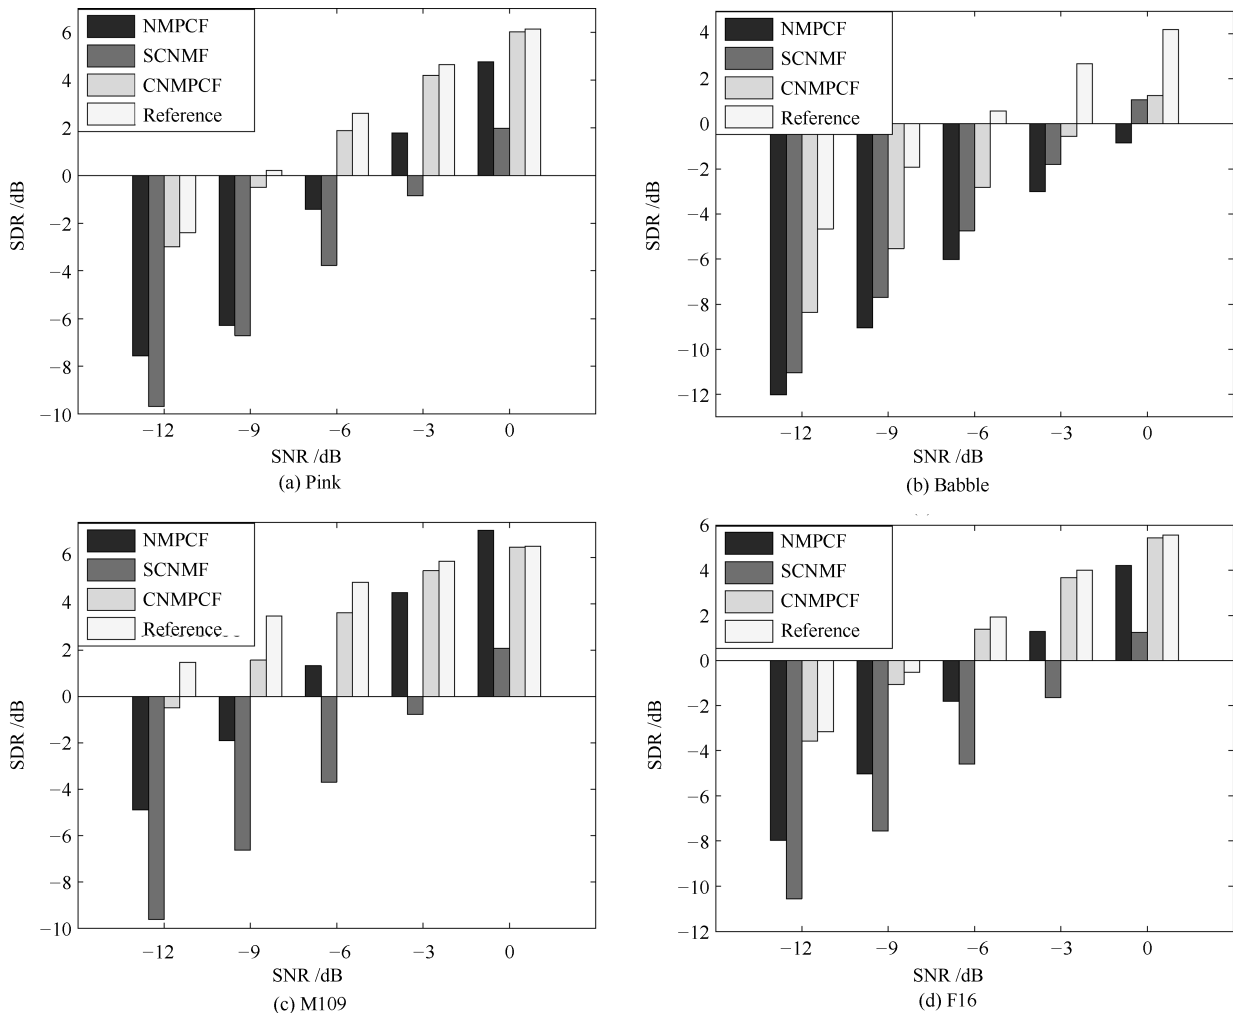 NMPCF
SCNMF
CNMPCF
Reference
6
4
2
0
−2
−4
−6
−8
−10
SDR /dB
−12 −9 −6 −3 0
SNR /dB
(a) Pink
NMPCF
SCNMF
CNMPCF
Reference
4
2
0
−2
−4
−6
−8
−10
−12
SDR /dB
−12 −9 −6 −3 0
SNR /dB
(b) Babble
NMPCF
SCNMF
CNMPCF
Reference
6
4
2
0
−2
−4
−6
−8
−10
SDR /dB
−12 −9 −6 −3 0
SNR /dB
(c) M109
NMPCF
SCNMF
CNMPCF
Reference
6
4
2
0
−2
−4
−6
−8
−10
−12
SDR /dB
−12 −9 −6 −3 0
SNR /dB
(d) F16